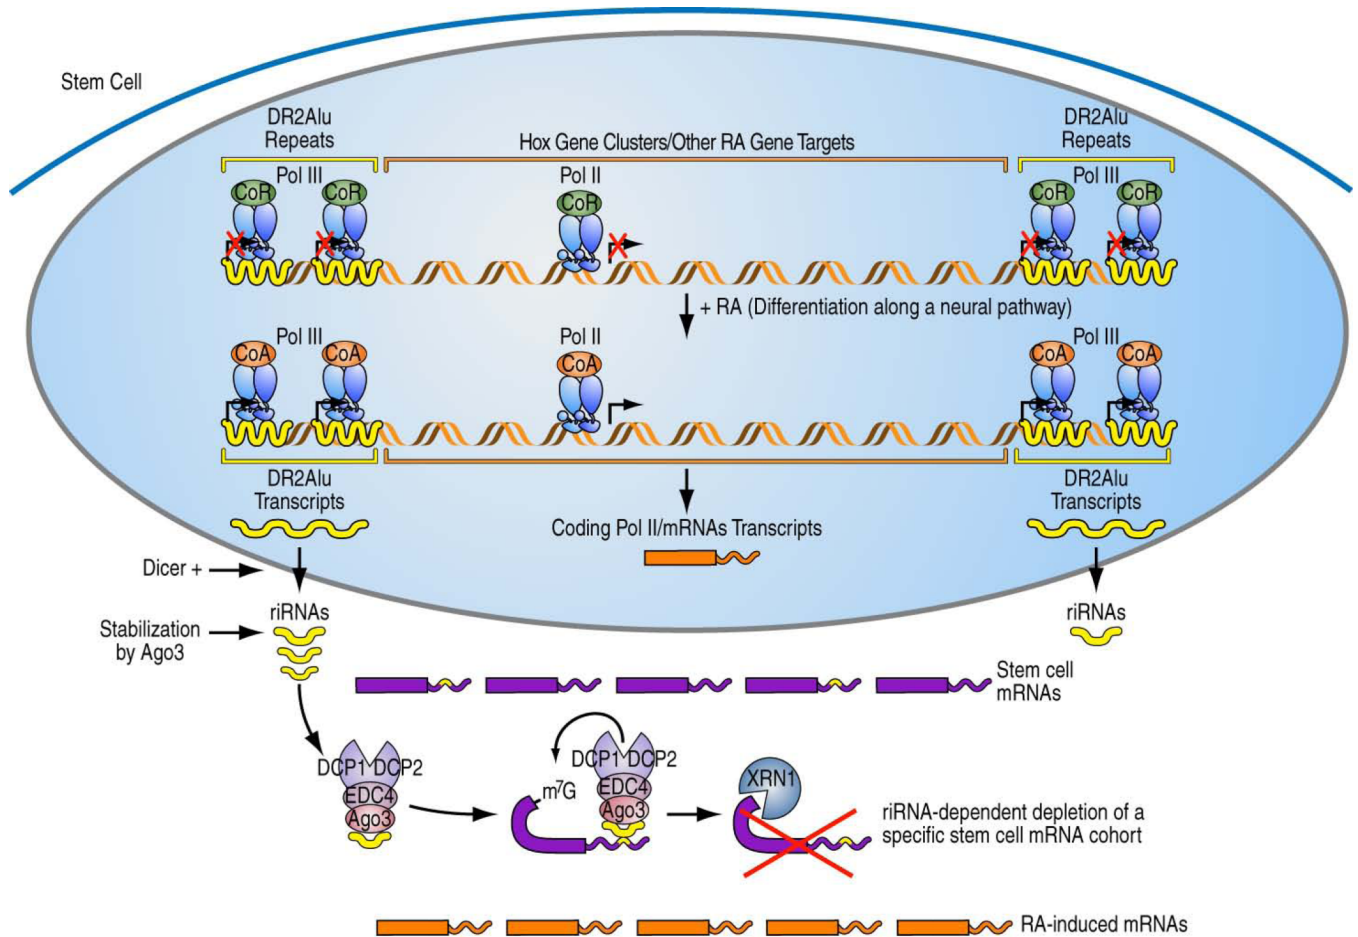 Stem Cell
DR2Alu
Repeats
Hox Gene Clusters/Other RA Gene Targets
DR2Alu
Repeats
Pol III
Pol II
Pol III
CoR
CoR
CoR
CoR
CoR
+ RA (Differentiation along a neural pathway)
Pol III
Pol II
Pol III
CoA
CoA
CoA
CoA
CoA
DR2Alu
Transcripts
Coding Pol II/mRNAs Transcripts
DR2Alu
Transcripts
Dicer +
riRNAs
riRNAs
Stabilization
by Ago3
Stem cell
mRNAs
DCP1 DCP2
EDC4
Ago3
m⁷G
DCP1 DCP2
EDC4
Ago3
XRN1
riRNA-dependent depletion of a
specific stem cell mRNA cohort
RA-induced mRNAs